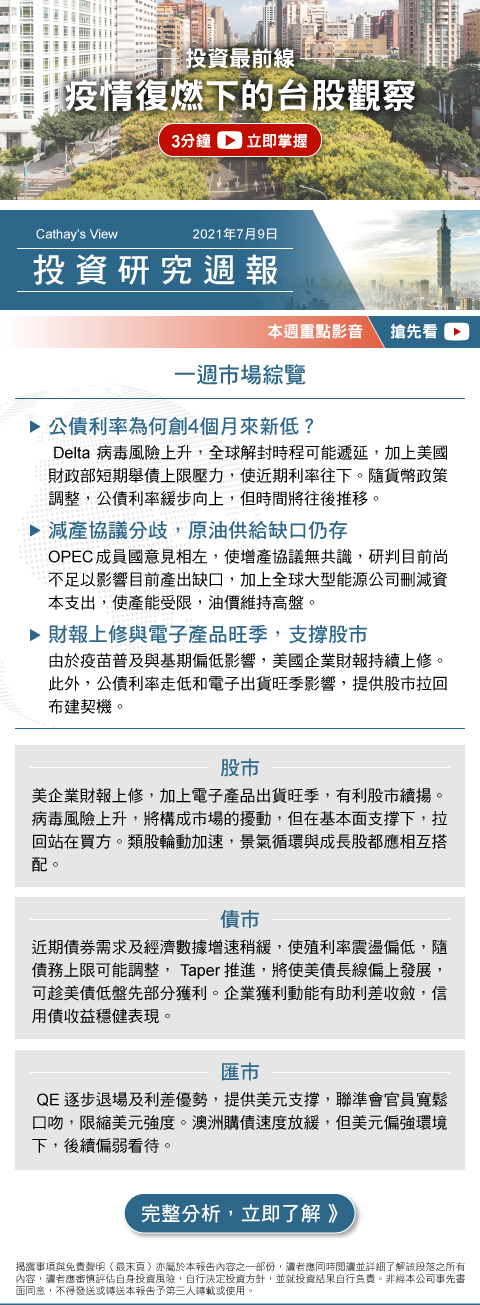 投資最前線
疫情復燃下的台股觀察
3分鐘 立即掌握
Cathay's View 2021年7月9日
投資研究週報
本週重點影音 搶先看
一週市場綜覽
公債利率為何創4個月來新低？
Delta 病毒風險上升，全球解封時程可能遞延，加上美國
財政部短期舉債上限壓力，使近期利率往下。隨貨幣政策
調整，公債利率緩步向上，但時間將往後推移。
減產協議分歧，原油供給缺口仍存
OPEC成員國意見相左，使增產協議無共識，研判目前尚
不足以影響目前產出缺口，加上全球大型能源公司刪減資
本支出，使產能受限，油價維持高盤。
財報上修與電子產品旺季，支撐股市
由於疫苗普及與基期偏低影響，美國企業財報持續上修。
此外，公債利率走低和電子出貨旺季影響，提供股市拉回
布建契機。
股市
美企業財報上修，加上電子產品出貨旺季，有利股市續揚。
病毒風險上升，將構成市場的擾動，但在基本面支撐下，拉
回站在買方。類股輪動加速，景氣循環與成長股都應相互搭
配。
債市
近期債券需求及經濟數據增速稍緩，使殖利率震盪偏低，隨
債務上限可能調整， Taper 推進，將使美債長線偏上發展，
可趁美債低盤先部分獲利。企業獲利動能有助利差收斂，信
用債收益穩健表現。
匯市
QE 逐步退場及利差優勢，提供美元支撐，聯準會官員寬鬆
口吻，限縮美元強度。澳洲購債速度放緩，但美元偏強環境
下，後續偏弱看待。
完整分析，立即了解 》
揭露事項與免責聲明（最末頁）亦屬於本報告內容之一部份，讀者應同時閱讀並詳細了解該段落之所有
內容，讀者應審慎評估自身投資風險，自行決定投資方針，並就投資結果自行負責。非經本公司事先書
面同意，不得發送或轉送本報告予第三人轉載或使用。